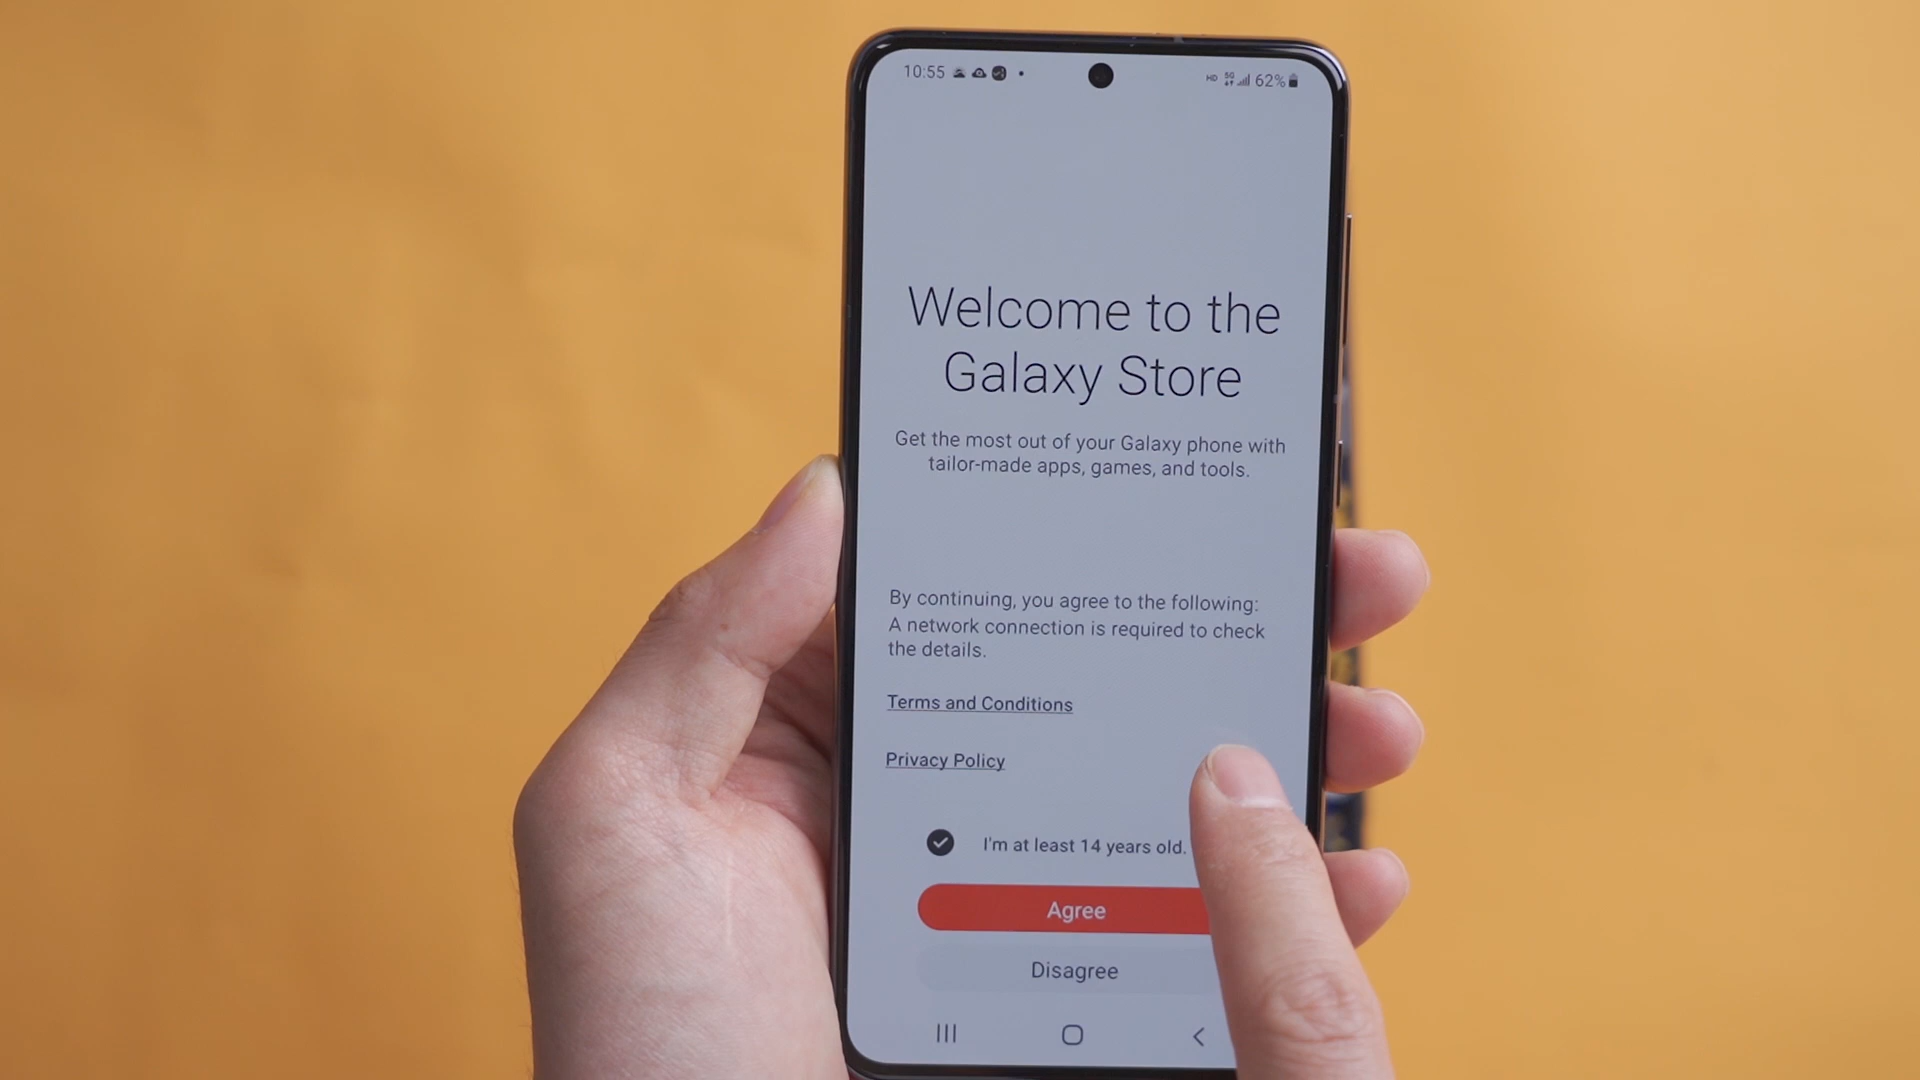 10:55
HD 5G 62%
Welcome to the
Galaxy Store
Get the most out of your Galaxy phone with
tailor-made apps, games, and tools.
By continuing, you agree to the following:
A network connection is required to check
the details.
Terms and Conditions
Privacy Policy
I'm at least 14 years old.
Agree
Disagree